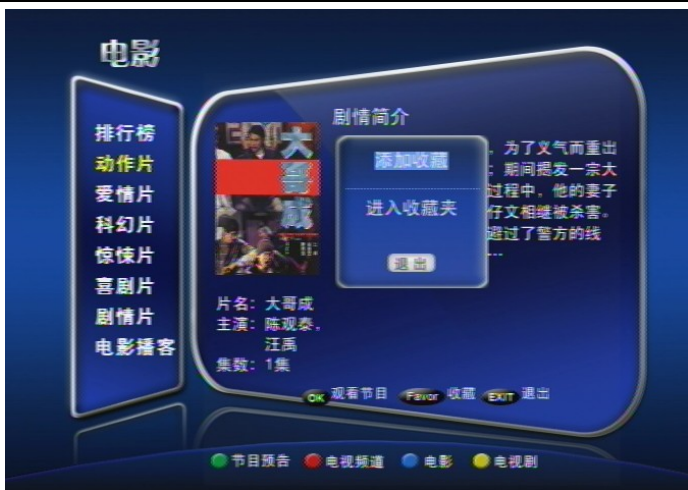 电影
排行榜
动作片
爱情片
科幻片
惊悚片
喜剧片
剧情片
电影播客
剧情简介
大哥成
添加收藏
进入收藏夹
退出
，为了义气而重出
；期间揭发一宗大
过程中，他的妻子
仔文相继被杀害。
避过了警方的线
...
片名：大哥成
主演：陈观泰，
汪禹
集数：1集
OK 观看节目 Favor 收藏 EXIT 退出
节目预告 电视频道 电影 电视剧